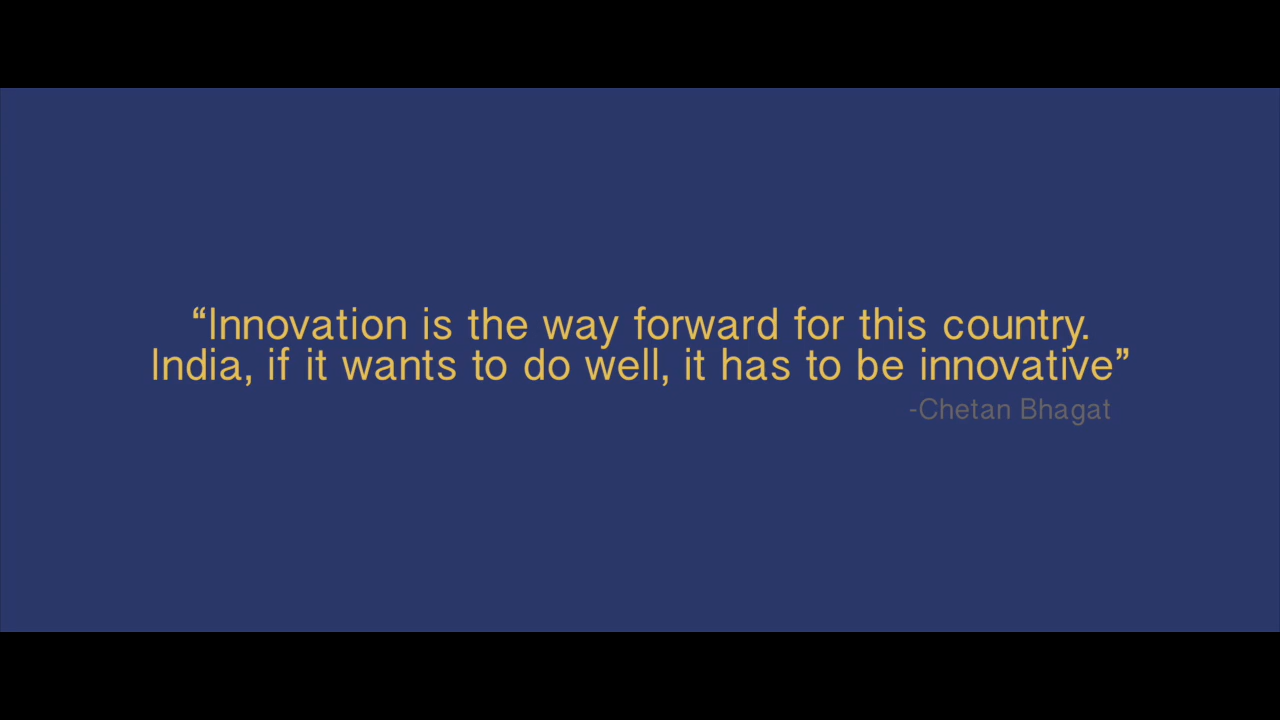 “Innovation is the way forward for this country.
India, if it wants to do well, it has to be innovative”
-Chetan Bhagat